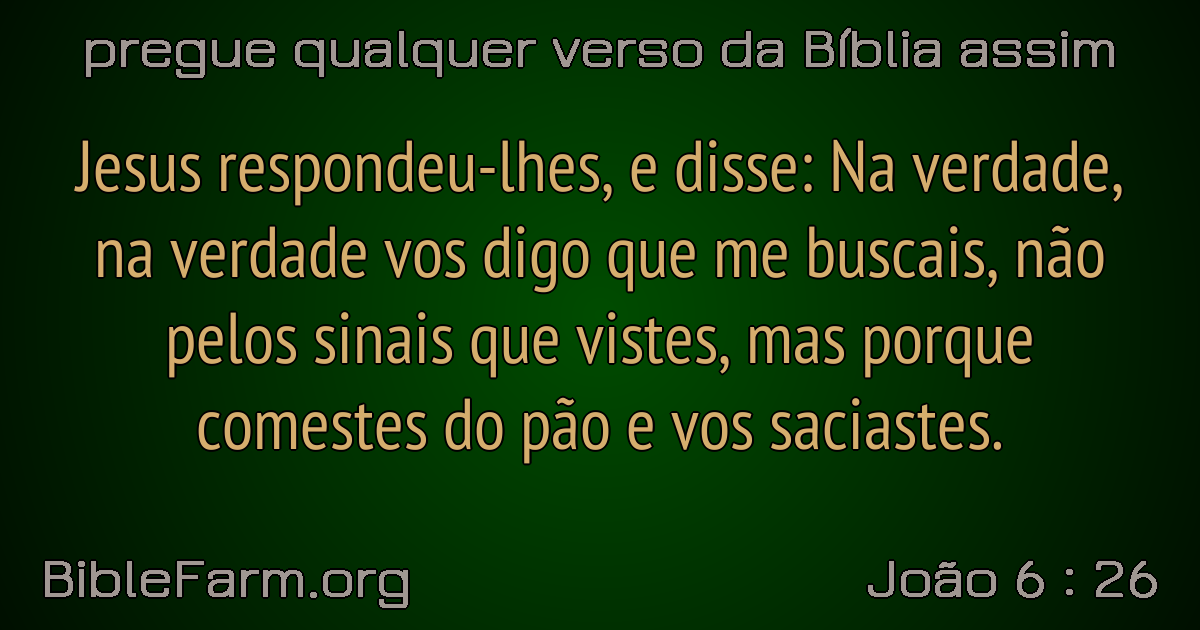 pregue qualquer verso da Bíblia assim
Jesus respondeu-lhes, e disse: Na verdade,
na verdade vos digo que me buscais, não
pelos sinais que vistes, mas porque
comestes do pão e vos saciastes.
BibleFarm.org
João 6 : 26